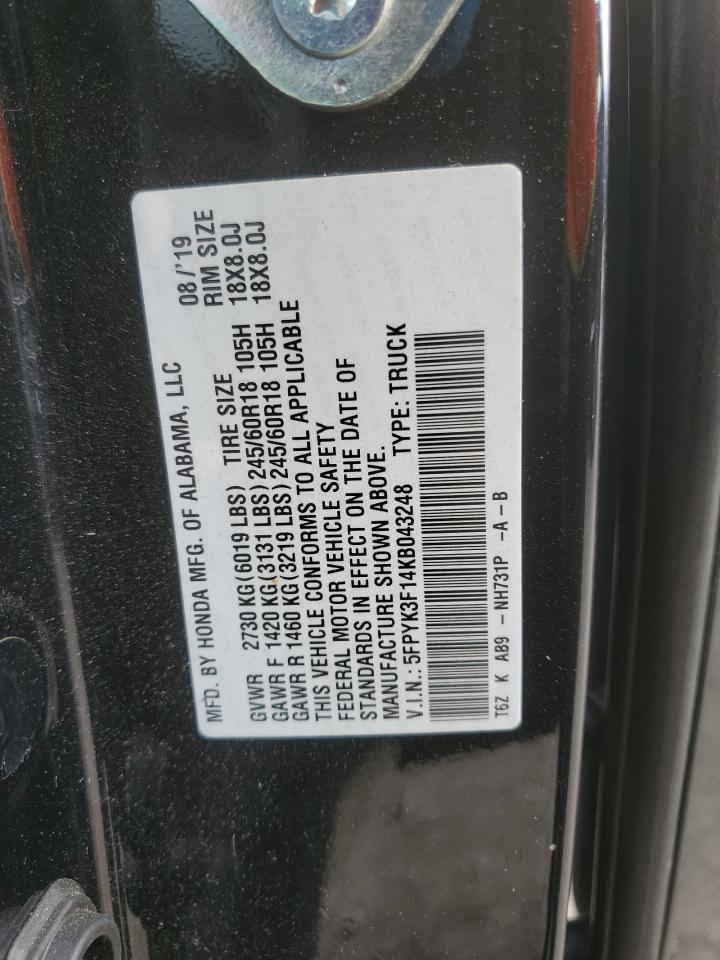 MFD. BY HONDA MFG. OF ALABAMA, LLC 08/'19
GVWR 2730 KG(6019 LBS) TIRE SIZE RIM SIZE
GAWR F 1420 KG(3131 LBS) 245/60R18 105H 18X8.0J
GAWR R 1460 KG(3219 LBS) 245/60R18 105H 18X8.0J
THIS VEHICLE CONFORMS TO ALL APPLICABLE
FEDERAL MOTOR VEHICLE SAFETY
STANDARDS IN EFFECT ON THE DATE OF
MANUFACTURE SHOWN ABOVE.
V.I.N.: 5FPYK3F14KB043248 TYPE: TRUCK
T6Z K AB9 - NH731P -A-B